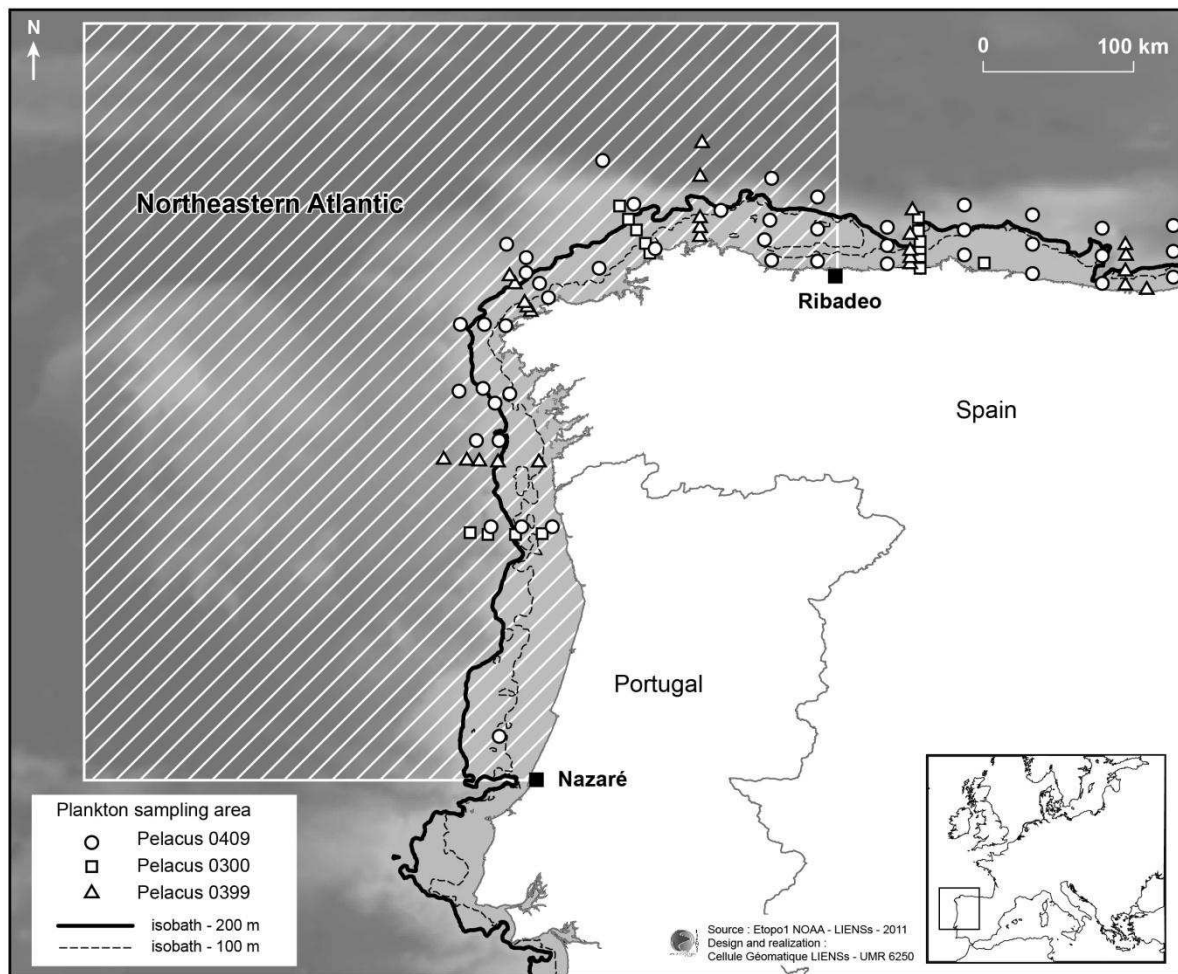 N
0 100 km
Northeastern Atlantic
Ribadeo
Spain
Portugal
Nazaré
Plankton sampling area
Pelacus 0409
Pelacus 0300
Pelacus 0399
isobath - 200 m
isobath - 100 m
Source : Etopo1 NOAA - LIENSs - 2011
Design and realization :
Cellule Géomatique LIENSs - UMR 6250